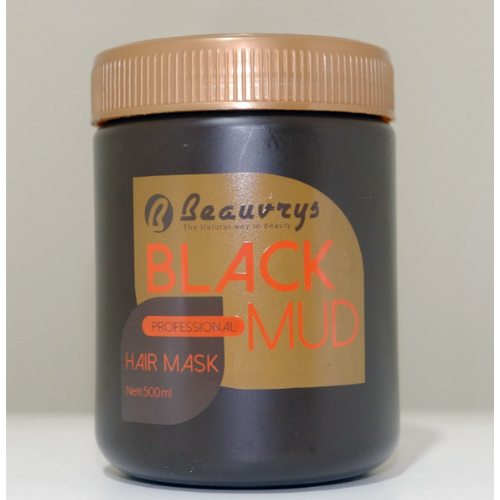 B Beauvrys
The natural way to beauty
BLACK
PROFESSIONAL
MUD
HAIR MASK
Nett500ml